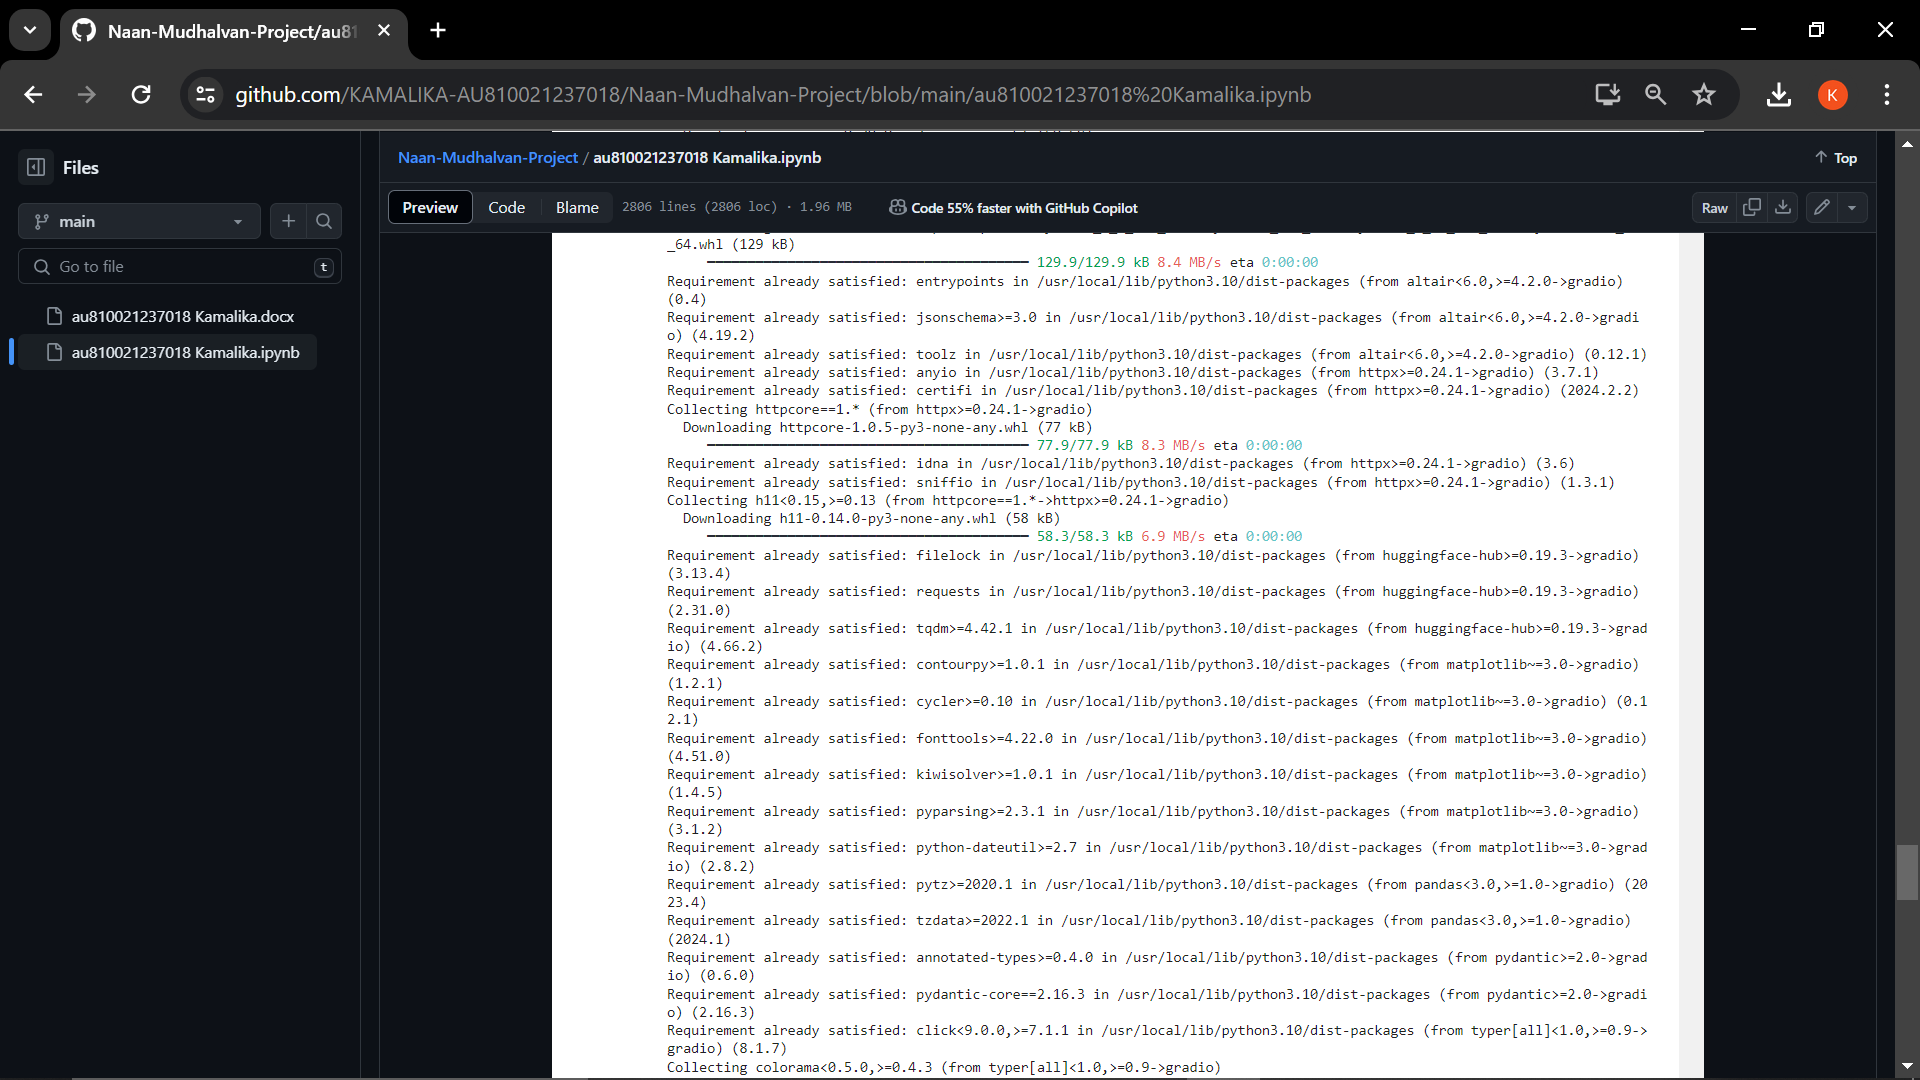 Naan-Mudhalvan-Project/au81
github.com/KAMALIKA-AU810021237018/Naan-Mudhalvan-Project/blob/main/au810021237018%20Kamalika.ipynb
K
Files
main
Go to file
t
au810021237018 Kamalika.docx
au810021237018 Kamalika.ipynb
Naan-Mudhalvan-Project / au810021237018 Kamalika.ipynb
Top
Preview
Code
Blame
2806 lines (2806 loc) · 1.96 MB
Code 55% faster with GitHub Copilot
Raw
_64.whl (129 kB)
129.9/129.9 kB 8.4 MB/s eta 0:00:00
Requirement already satisfied: entrypoints in /usr/local/lib/python3.10/dist-packages (from altair<6.0,>=4.2.0->gradio)
(0.4)
Requirement already satisfied: jsonschema>=3.0 in /usr/local/lib/python3.10/dist-packages (from altair<6.0,>=4.2.0->gradi
o) (4.19.2)
Requirement already satisfied: toolz in /usr/local/lib/python3.10/dist-packages (from altair<6.0,>=4.2.0->gradio) (0.12.1)
Requirement already satisfied: anyio in /usr/local/lib/python3.10/dist-packages (from httpx>=0.24.1->gradio) (3.7.1)
Requirement already satisfied: certifi in /usr/local/lib/python3.10/dist-packages (from httpx>=0.24.1->gradio) (2024.2.2)
Collecting httpcore==1.* (from httpx>=0.24.1->gradio)
Downloading httpcore-1.0.5-py3-none-any.whl (77 kB)
77.9/77.9 kB 8.3 MB/s eta 0:00:00
Requirement already satisfied: idna in /usr/local/lib/python3.10/dist-packages (from httpx>=0.24.1->gradio) (3.6)
Requirement already satisfied: sniffio in /usr/local/lib/python3.10/dist-packages (from httpx>=0.24.1->gradio) (1.3.1)
Collecting h11<0.15,>=0.13 (from httpcore==1.*->httpx>=0.24.1->gradio)
Downloading h11-0.14.0-py3-none-any.whl (58 kB)
58.3/58.3 kB 6.9 MB/s eta 0:00:00
Requirement already satisfied: filelock in /usr/local/lib/python3.10/dist-packages (from huggingface-hub>=0.19.3->gradio)
(3.13.4)
Requirement already satisfied: requests in /usr/local/lib/python3.10/dist-packages (from huggingface-hub>=0.19.3->gradio)
(2.31.0)
Requirement already satisfied: tqdm>=4.42.1 in /usr/local/lib/python3.10/dist-packages (from huggingface-hub>=0.19.3->grad
io) (4.66.2)
Requirement already satisfied: contourpy>=1.0.1 in /usr/local/lib/python3.10/dist-packages (from matplotlib~=3.0->gradio)
(1.2.1)
Requirement already satisfied: cycler>=0.10 in /usr/local/lib/python3.10/dist-packages (from matplotlib~=3.0->gradio) (0.1
2.1)
Requirement already satisfied: fonttools>=4.22.0 in /usr/local/lib/python3.10/dist-packages (from matplotlib~=3.0->gradio)
(4.51.0)
Requirement already satisfied: kiwisolver>=1.0.1 in /usr/local/lib/python3.10/dist-packages (from matplotlib~=3.0->gradio)
(1.4.5)
Requirement already satisfied: pyparsing>=2.3.1 in /usr/local/lib/python3.10/dist-packages (from matplotlib~=3.0->gradio)
(3.1.2)
Requirement already satisfied: python-dateutil>=2.7 in /usr/local/lib/python3.10/dist-packages (from matplotlib~=3.0->grad
io) (2.8.2)
Requirement already satisfied: pytz>=2020.1 in /usr/local/lib/python3.10/dist-packages (from pandas<3.0,>=1.0->gradio) (20
23.4)
Requirement already satisfied: tzdata>=2022.1 in /usr/local/lib/python3.10/dist-packages (from pandas<3.0,>=1.0->gradio)
(2024.1)
Requirement already satisfied: annotated-types>=0.4.0 in /usr/local/lib/python3.10/dist-packages (from pydantic>=2.0->grad
io) (0.6.0)
Requirement already satisfied: pydantic-core==2.16.3 in /usr/local/lib/python3.10/dist-packages (from pydantic>=2.0->gradi
o) (2.16.3)
Requirement already satisfied: click<9.0.0,>=7.1.1 in /usr/local/lib/python3.10/dist-packages (from typer[all]<1.0,>=0.9->
gradio) (8.1.7)
Collecting colorama<0.5.0,>=0.4.3 (from typer[all]<1.0,>=0.9->gradio)